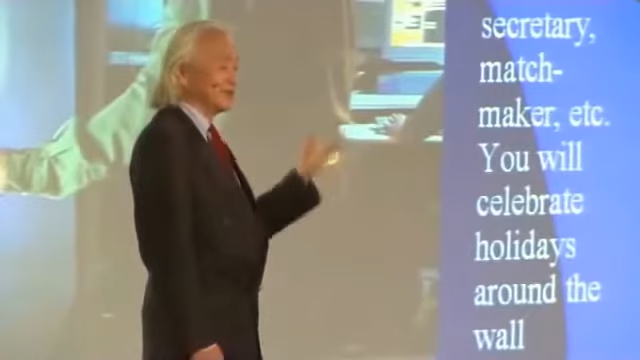 secretary,
match-
maker, etc.
You will
celebrate
holidays
around the
wall